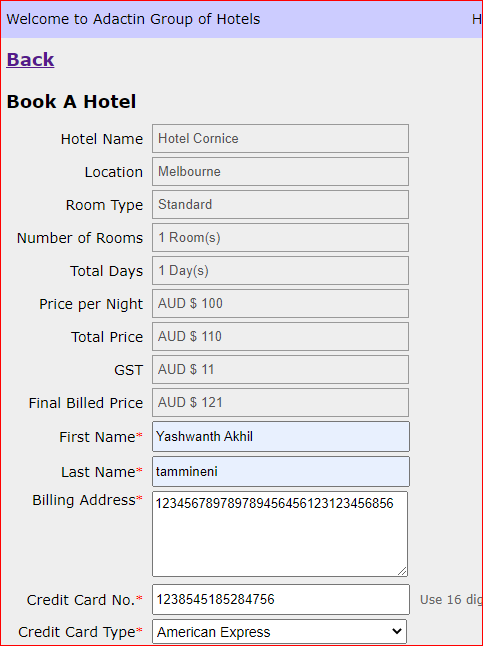 Welcome to Adactin Group of Hotels H
Back
Book A Hotel
Hotel Name Hotel Cornice
Location Melbourne
Room Type Standard
Number of Rooms 1 Room(s)
Total Days 1 Day(s)
Price per Night AUD $ 100
Total Price AUD $ 110
GST AUD $ 11
Final Billed Price AUD $ 121
First Name* Yashwanth Akhil
Last Name* tammineni
Billing Address* 123456789789789456456123123456856
Credit Card No.* 1238545185284756 Use 16 dig
Credit Card Type* American Express